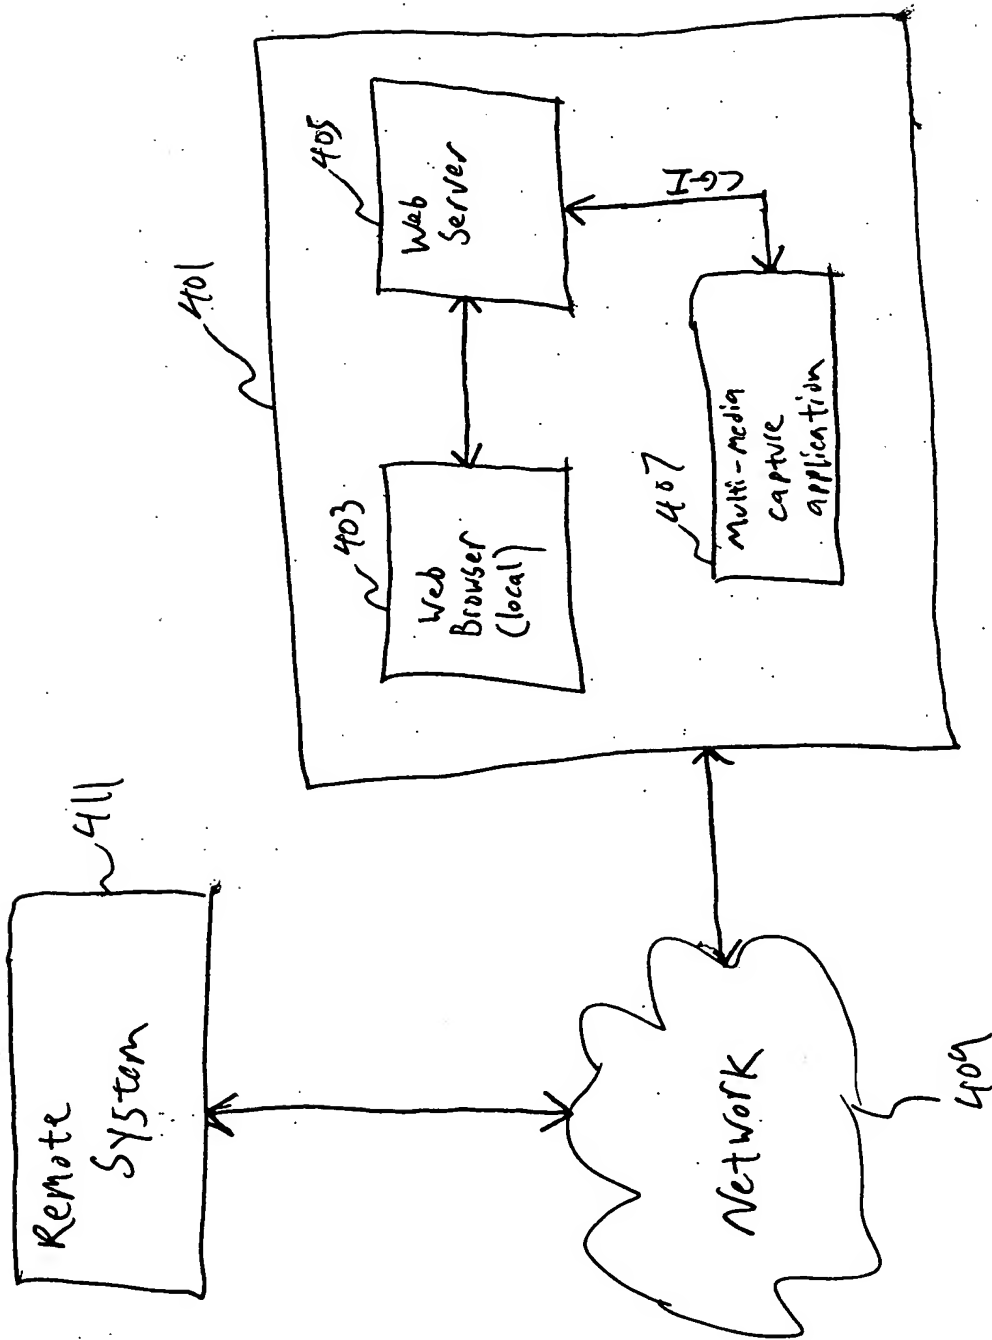 Remote
System
411
Network
409
401
Web
Browser
(local)
403
Web
Server
405
CGI
Multi-media
capture
application
407